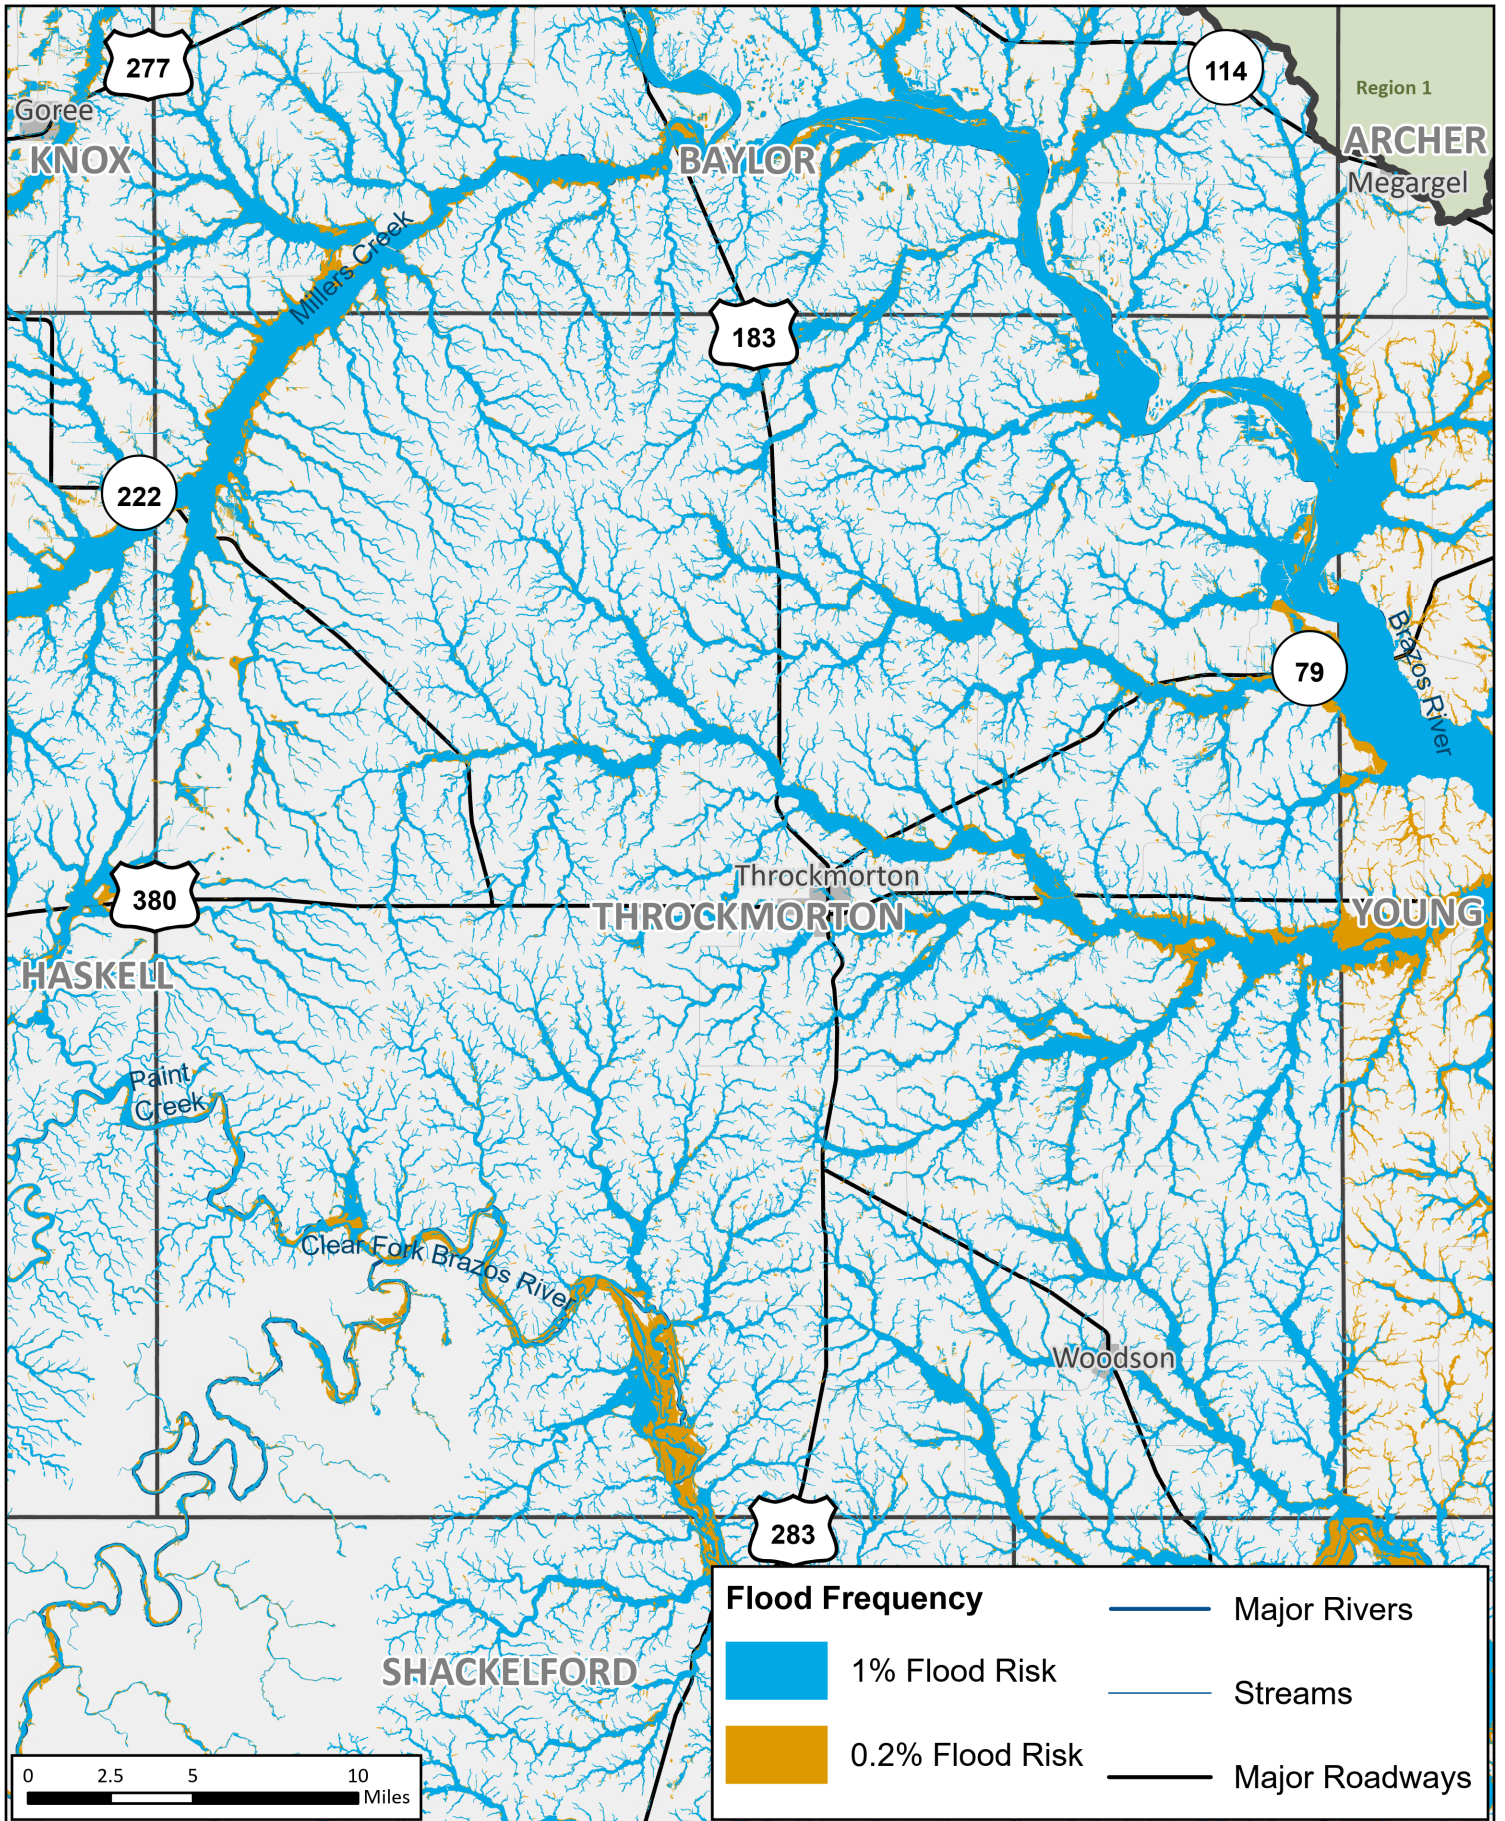 277
114
Region 1
Goree
KNOX
BAYLOR
ARCHER
Megargel
Millers Creek
183
222
79
Brazos River
380
Throckmorton
THROCKMORTON
YOUNG
HASKELL
Paint
Creek
Clear Fork Brazos River
Woodson
283
SHACKELFORD
Flood Frequency
1% Flood Risk
0.2% Flood Risk
Major Rivers
Streams
Major Roadways
0 2.5 5 10
Miles